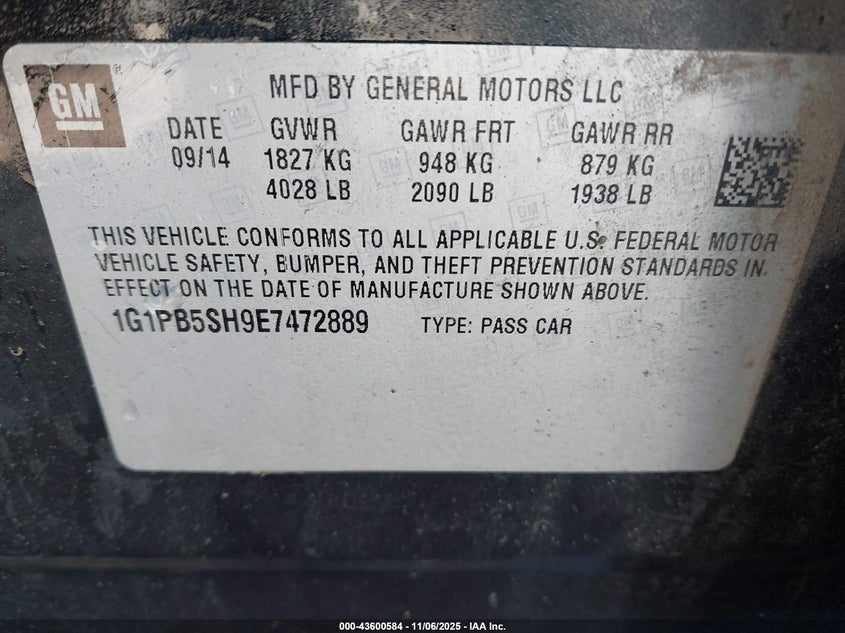 GM®
MFD BY GENERAL MOTORS LLC
DATE GVWR GAWR FRT GAWR RR
09/14 1827 KG 948 KG 879 KG
4028 LB 2090 LB 1938 LB
THIS VEHICLE CONFORMS TO ALL APPLICABLE U.S. FEDERAL MOTOR
VEHICLE SAFETY, BUMPER, AND THEFT PREVENTION STANDARDS IN
EFFECT ON THE DATE OF MANUFACTURE SHOWN ABOVE.
1G1PB5SH9E7472889 TYPE: PASS CAR
000-43600584 - 11/06/2025 - IAA Inc.